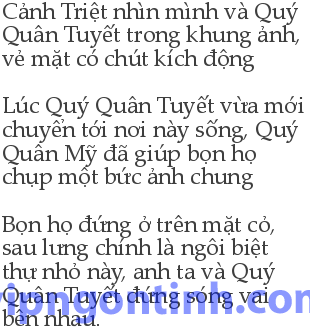 Cảnh Triệt nhìn mình và Quý
Quân Tuyết trong khung ảnh,
vẻ mặt có chút kích động
Lúc Quý Quân Tuyết vừa mới
chuyển tới nơi này sống, Quý
Quân Mỹ đã giúp bọn họ
chụp một bức ảnh chung
Bọn họ đứng ở trên mặt cỏ,
sau lưng chính là ngôi biệt
thự nhỏ này, anh ta và Quý
Quân Tuyết đứng sóng vai
bên nhau.
ngontinh.com